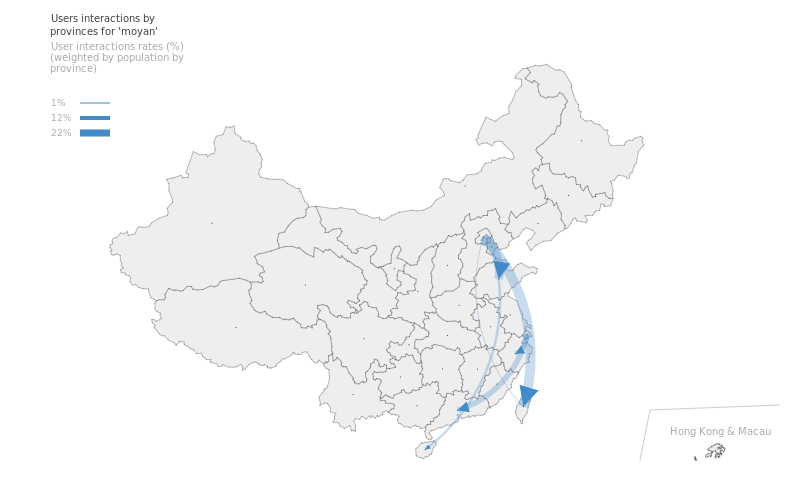 Users interactions by
provinces for 'moyan'
User interactions rates (%)
(weighted by population by
province)
1%
12%
22%
Hong Kong & Macau